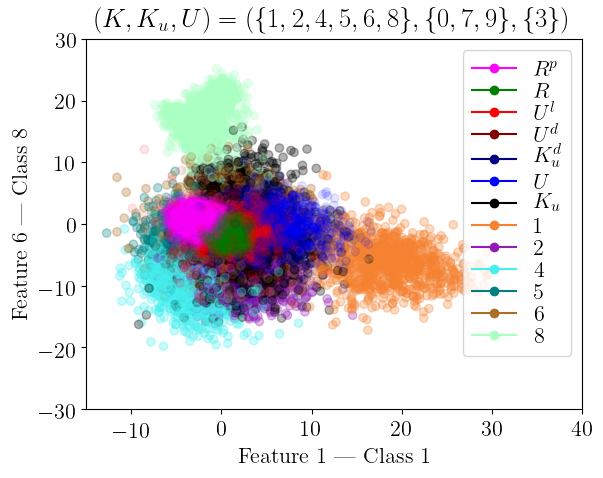 (K, K_u, U) = ({1, 2, 4, 5, 6, 8}, {0, 7, 9}, {3})
30
20
10
0
−10
−20
−30
−10
0
10
20
30
40
Feature 6 — Class 8
Feature 1 — Class 1
R^p
R
U^l
U^d
K_u^d
U
K_u
1
2
4
5
6
8